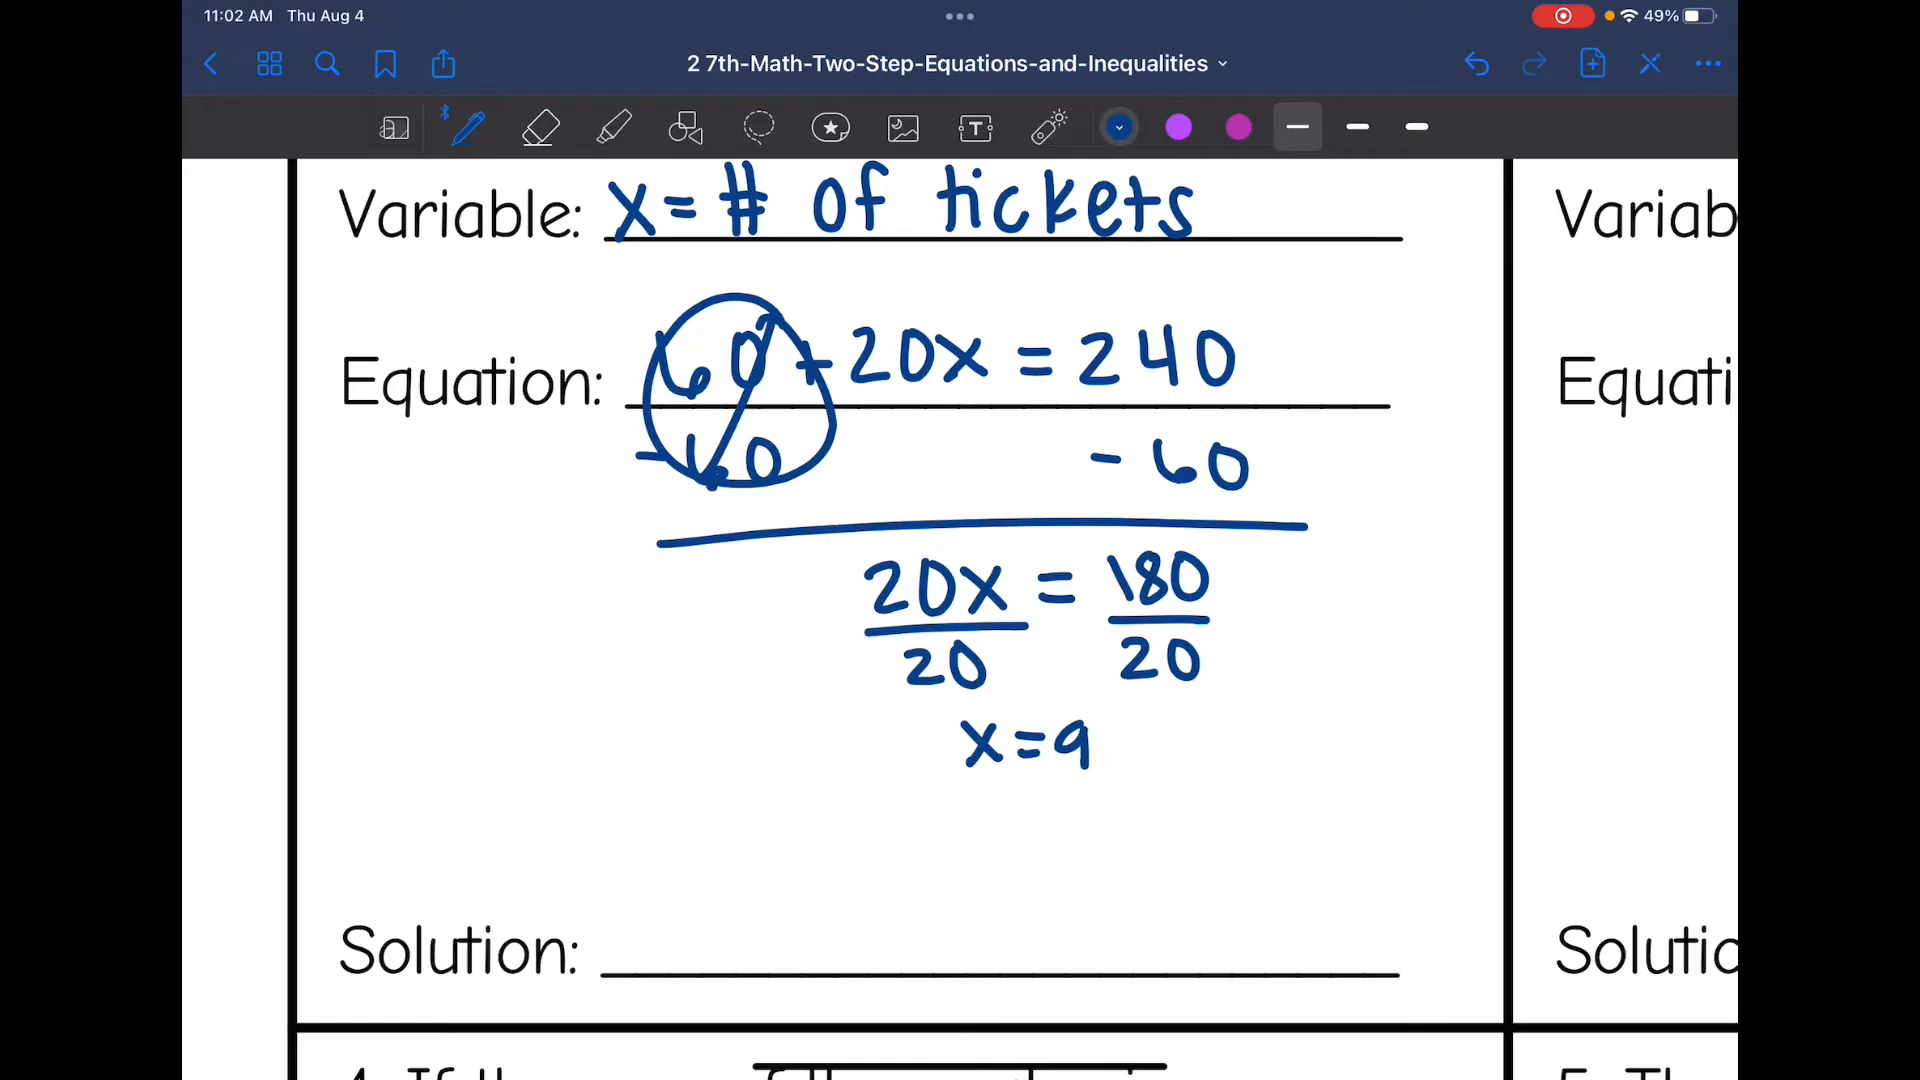 11:02 AM Thu Aug 4
49%
2 7th-Math-Two-Step-Equations-and-Inequalities
Variable: x = # of tickets
Variab
Equation: 60 + 20x = 240
Equati
- 60 - 60
20x = 180
20 20
x = 9
Solution:
Solutio